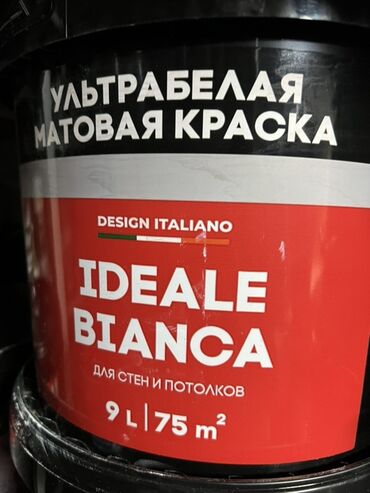 УЛЬТРАБЕЛАЯ
МАТОВАЯ КРАСКА
DESIGN ITALIANO
IDEALE
BIANCA
ДЛЯ СТЕН И ПОТОЛКОВ
9 L | 75 m²